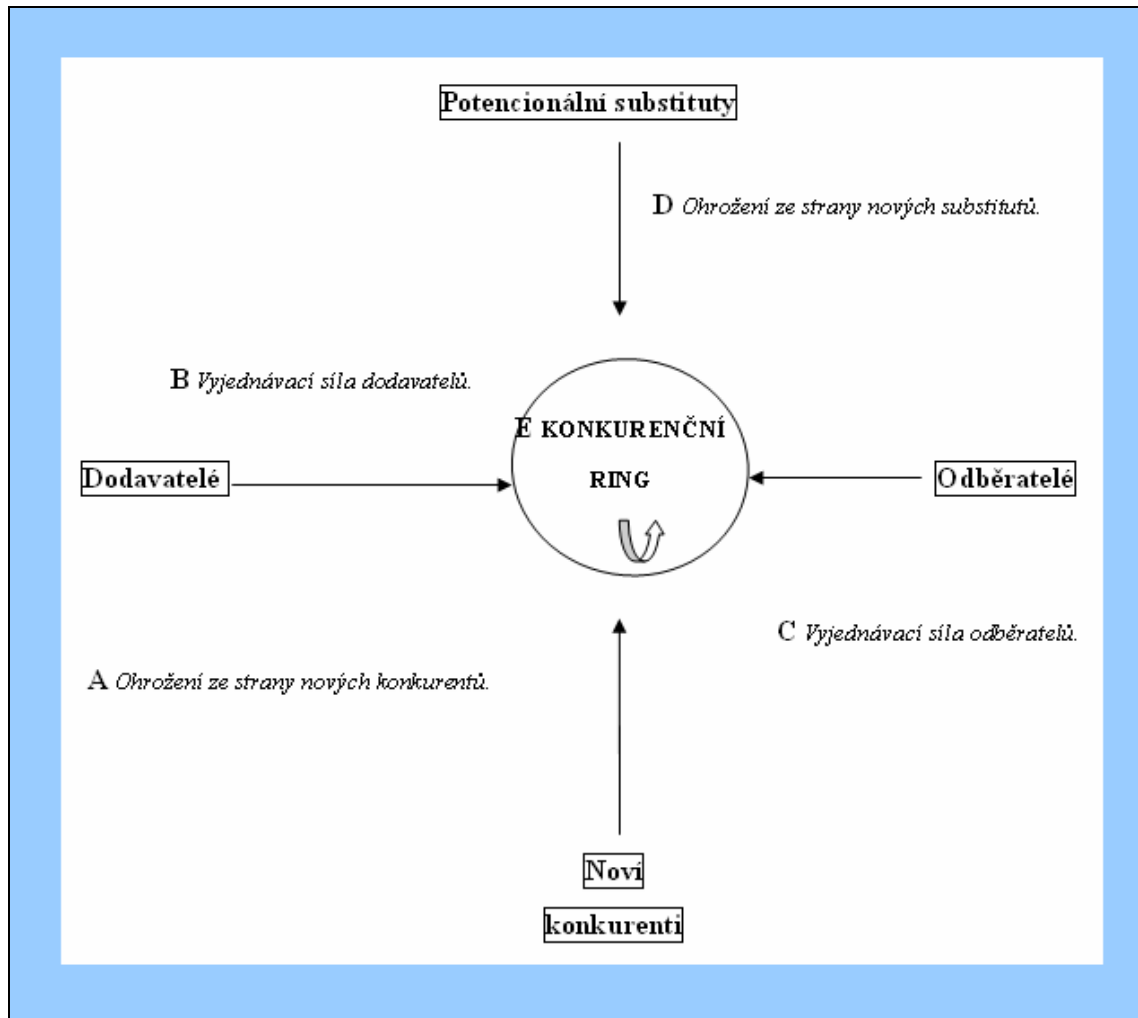 Potencionální substituty
D Ohrožení ze strany nových substitutů.
B Vyjednávací síla dodavatelů.
E KONKURENČNÍ
RING
Dodavatelé
Odběratelé
C Vyjednávací síla odběratelů.
A Ohrožení ze strany nových konkurentů.
Noví
konkurenti